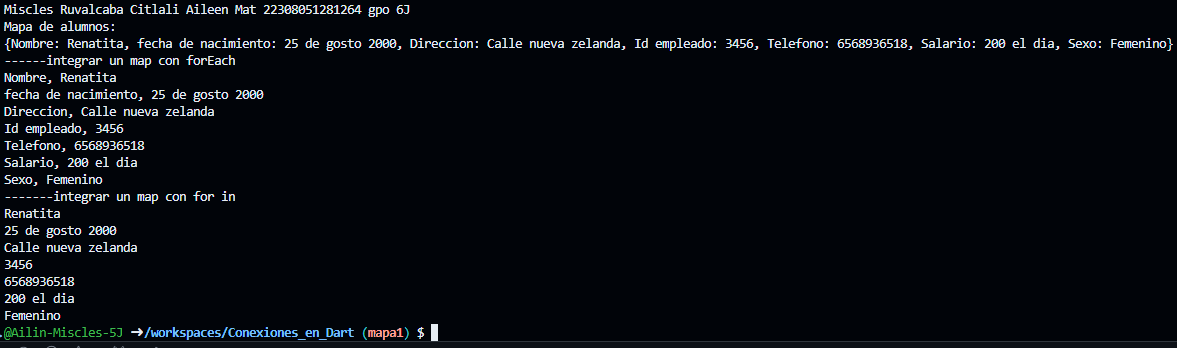 Miscles Ruvalcaba Citlali Aileen Mat 22308051281264 gpo 6J
Mapa de alumnos:
{Nombre: Renatita, fecha de nacimiento: 25 de gosto 2000, Direccion: Calle nueva zelanda, Id empleado: 3456, Telefono: 6568936518, Salario: 200 el dia, Sexo: Femenino}
------integrar un map con forEach
Nombre, Renatita
fecha de nacimiento, 25 de gosto 2000
Direccion, Calle nueva zelanda
Id empleado, 3456
Telefono, 6568936518
Salario, 200 el dia
Sexo, Femenino
-------integrar un map con for in
Renatita
25 de gosto 2000
Calle nueva zelanda
3456
6568936518
200 el dia
Femenino
.@Ailin-Miscles-5J ➜/workspaces/Conexiones_en_Dart (mapa1) $